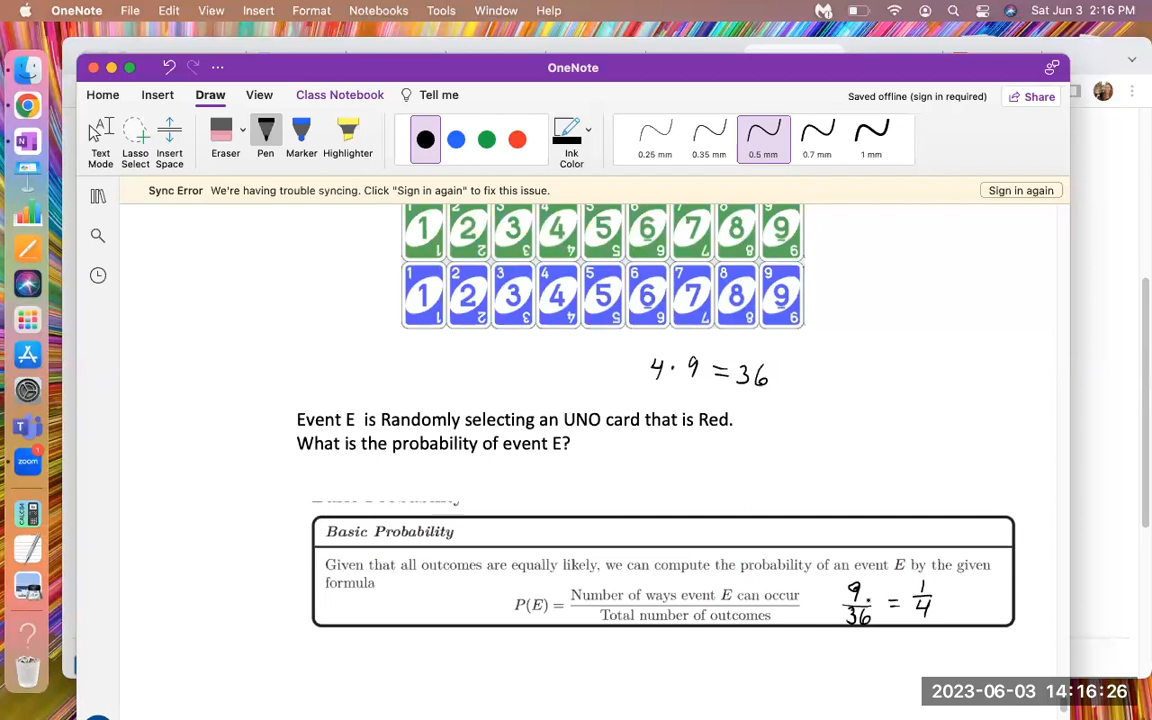 OneNote File Edit View Insert Format Notebooks Tools Window Help Sat Jun 3 2:16 PM
OneNote
Home Insert Draw View Class Notebook Tell me Saved offline (sign in required) Share
Text Mode Lasso Select Insert Space Eraser Pen Marker Highlighter Ink Color 0.25 mm 0.35 mm 0.5 mm 0.7 mm 1 mm
Sync Error We're having trouble syncing. Click "Sign in again" to fix this issue. Sign in again
1 2 3 4 5 6 7 8 9
1 2 3 4 5 6 7 8 9
4 · 9 = 36
Event E is Randomly selecting an UNO card that is Red.
What is the probability of event E?
Basic Probability
Given that all outcomes are equally likely, we can compute the probability of an event E by the given
formula
P(E) = Number of ways event E can occur / Total number of outcomes 9/36 = 1/4
zoom
2023-06-03 14:16:26